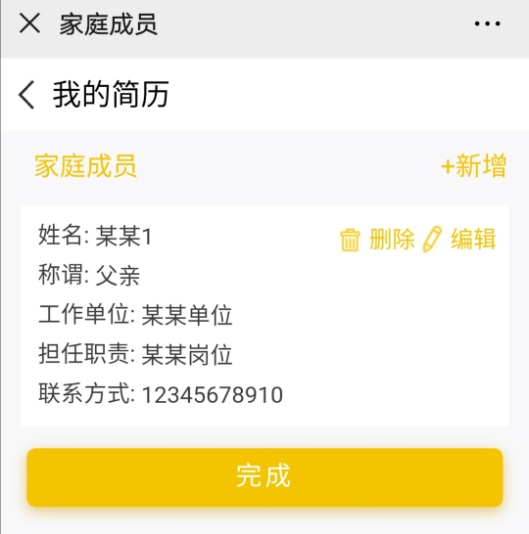 家庭成员
我的简历
家庭成员 +新增
姓名: 某某1 删除 编辑
称谓: 父亲
工作单位: 某某单位
担任职责: 某某岗位
联系方式: 12345678910
完成